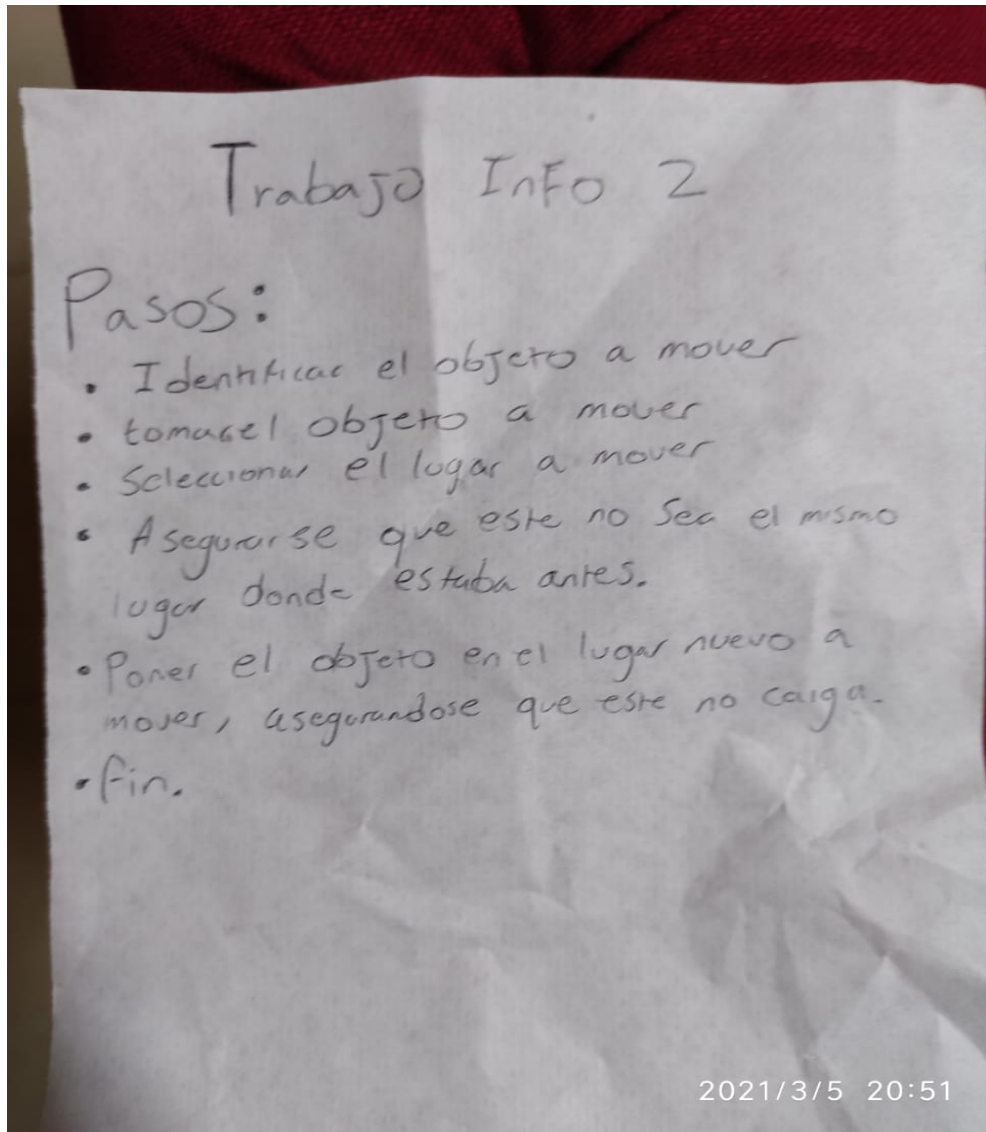 Trabajo Info 2
Pasos:
• Identificar el objeto a mover
• tomar el objeto a mover
• Seleccionar el lugar a mover
• Asegurarse que este no sea el mismo
lugar donde estaba antes.
• Poner el objeto en el lugar nuevo a
mover, asegurandose que este no caiga.
• fin.
2021/3/5 20:51